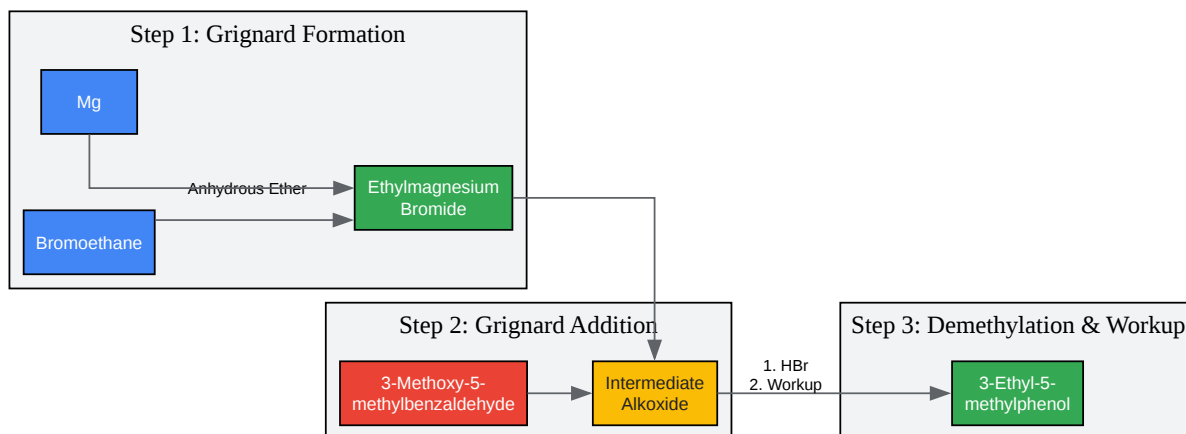 Step 1: Grignard Formation
Mg
Anhydrous Ether
Ethylmagnesium
Bromide
Bromoethane
Step 2: Grignard Addition
3-Methoxy-5-
methylbenzaldehyde
Intermediate
Alkoxide
1. HBr
2. Workup
Step 3: Demethylation & Workup
3-Ethyl-5-
methylphenol